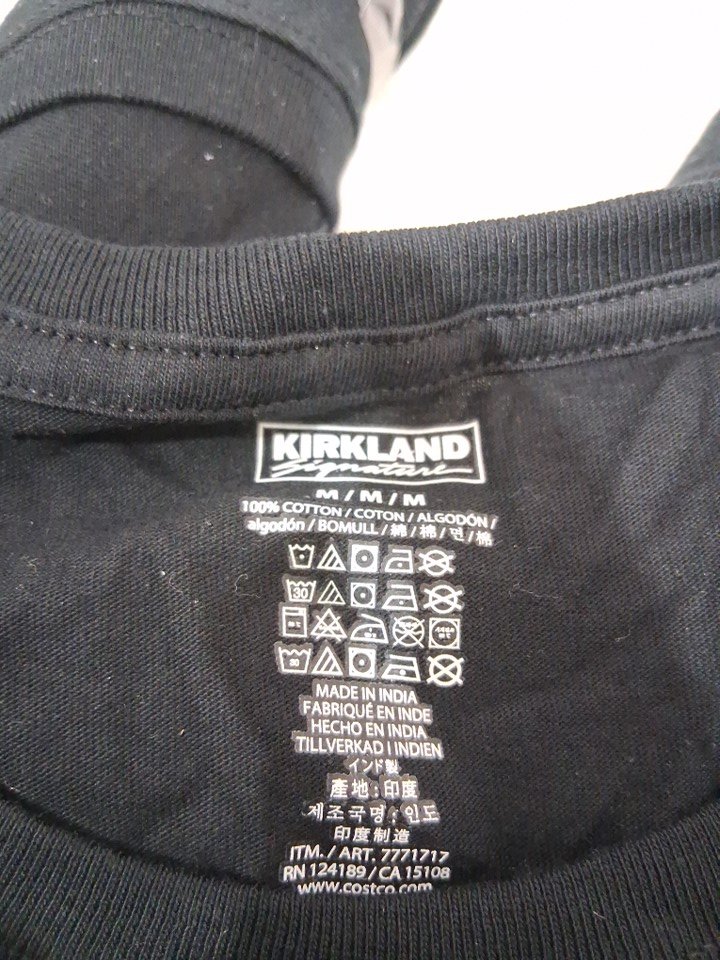 KIRKLAND
Signature
M / M / M
100% COTTON / COTON / ALGODÓN /
algodón / BOMULL / 綿 / 棉 / 면 / 棉
30
30
MADE IN INDIA
FABRIQUÉ EN INDE
HECHO EN INDIA
TILLVERKAD I INDIEN
インド製
產地 : 印度
제조국명 : 인도
印度制造
ITM. / ART. 7771717
RN 124189 / CA 15108
www.costco.com